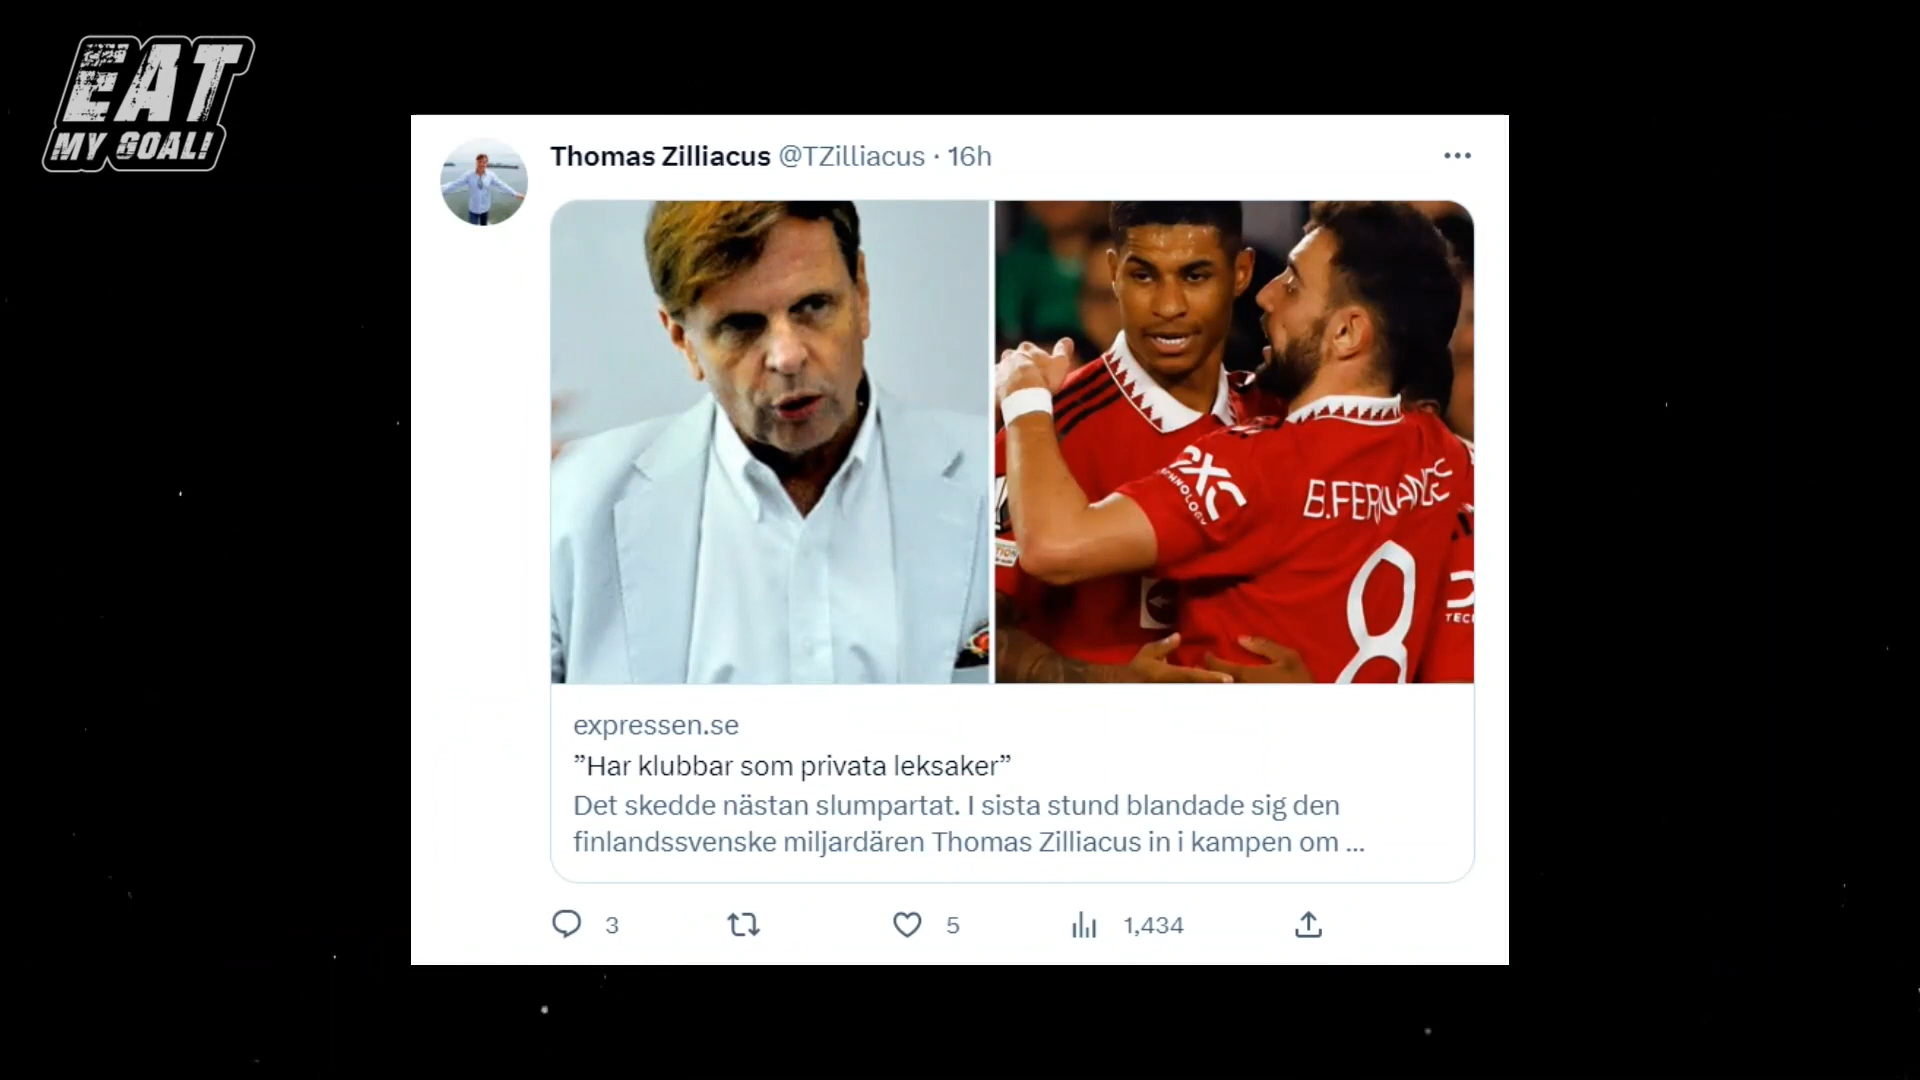 EAT
MY GOAL!
Thomas Zilliacus @TZilliacus · 16h
B.FERNANDES
8
expressen.se
”Har klubbar som privata leksaker”
Det skedde nästan slumpartat. I sista stund blandade sig den
finlandssvenske miljardären Thomas Zilliacus in i kampen om ...
3
5
1,434